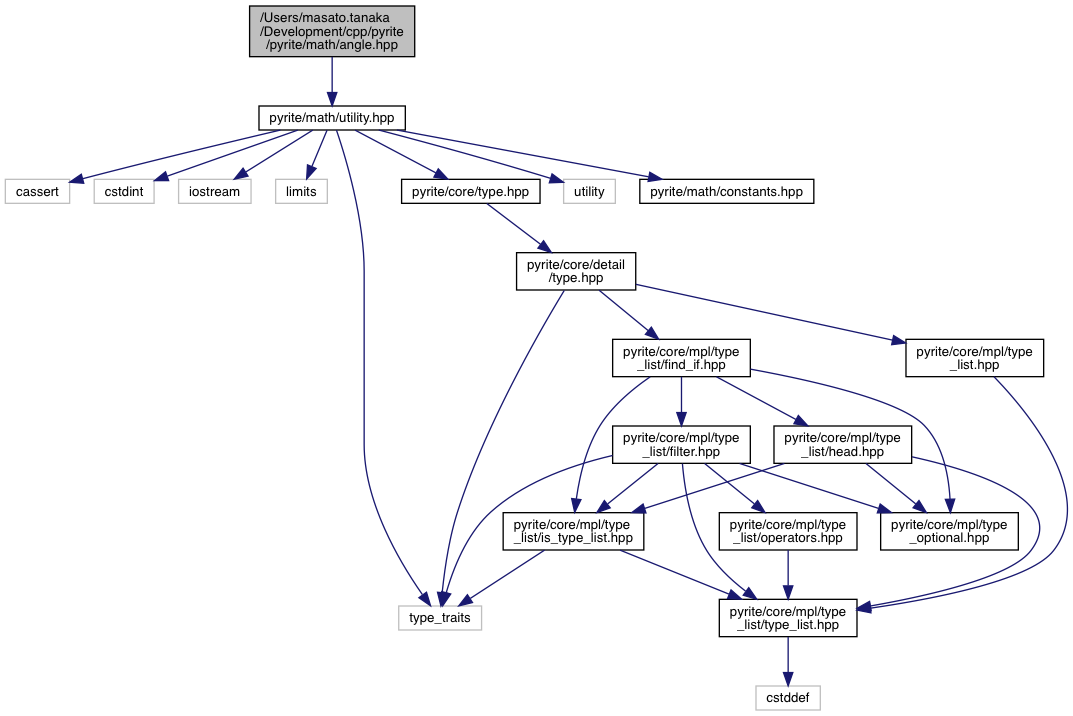 /Users/masato.tanaka
/Development/cpp/pyrite
/pyrite/math/angle.hpp
pyrite/math/utility.hpp
cassert
cstdint
iostream
limits
pyrite/core/type.hpp
utility
pyrite/math/constants.hpp
pyrite/core/detail
/type.hpp
pyrite/core/mpl/type
_list/find_if.hpp
pyrite/core/mpl/type
_list.hpp
pyrite/core/mpl/type
_list/filter.hpp
pyrite/core/mpl/type
_list/head.hpp
pyrite/core/mpl/type
_list/is_type_list.hpp
pyrite/core/mpl/type
_list/operators.hpp
pyrite/core/mpl/type
_optional.hpp
type_traits
pyrite/core/mpl/type
_list/type_list.hpp
cstddef